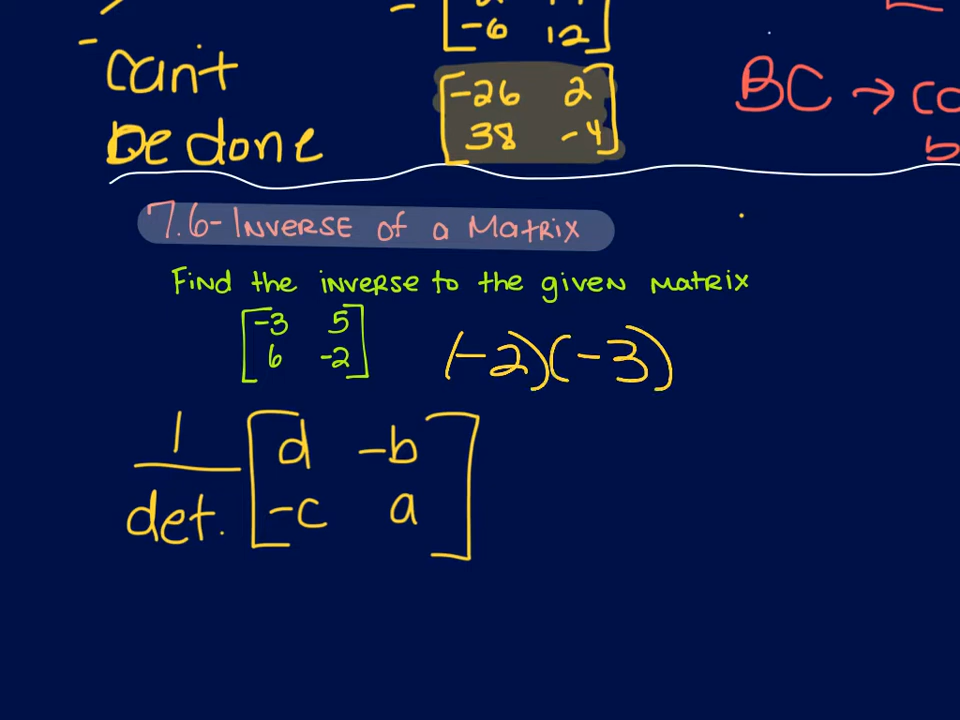 -6 12
can't
Be done
= 
[-26 2
38 -4]
BC →
7.6-Inverse of a Matrix
Find the inverse to the given matrix
[-3 5
6 -2]
(-2)(-3)
1
det.
[d -b
-c a]